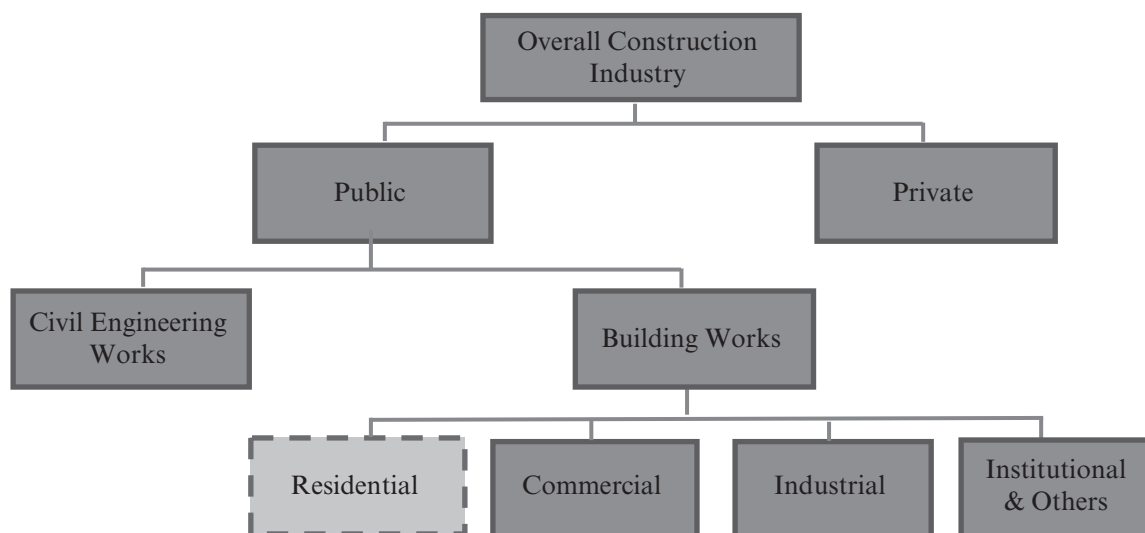 Overall Construction
Industry
Public
Private
Civil Engineering
Works
Building Works
Residential
Commercial
Industrial
Institutional
& Others